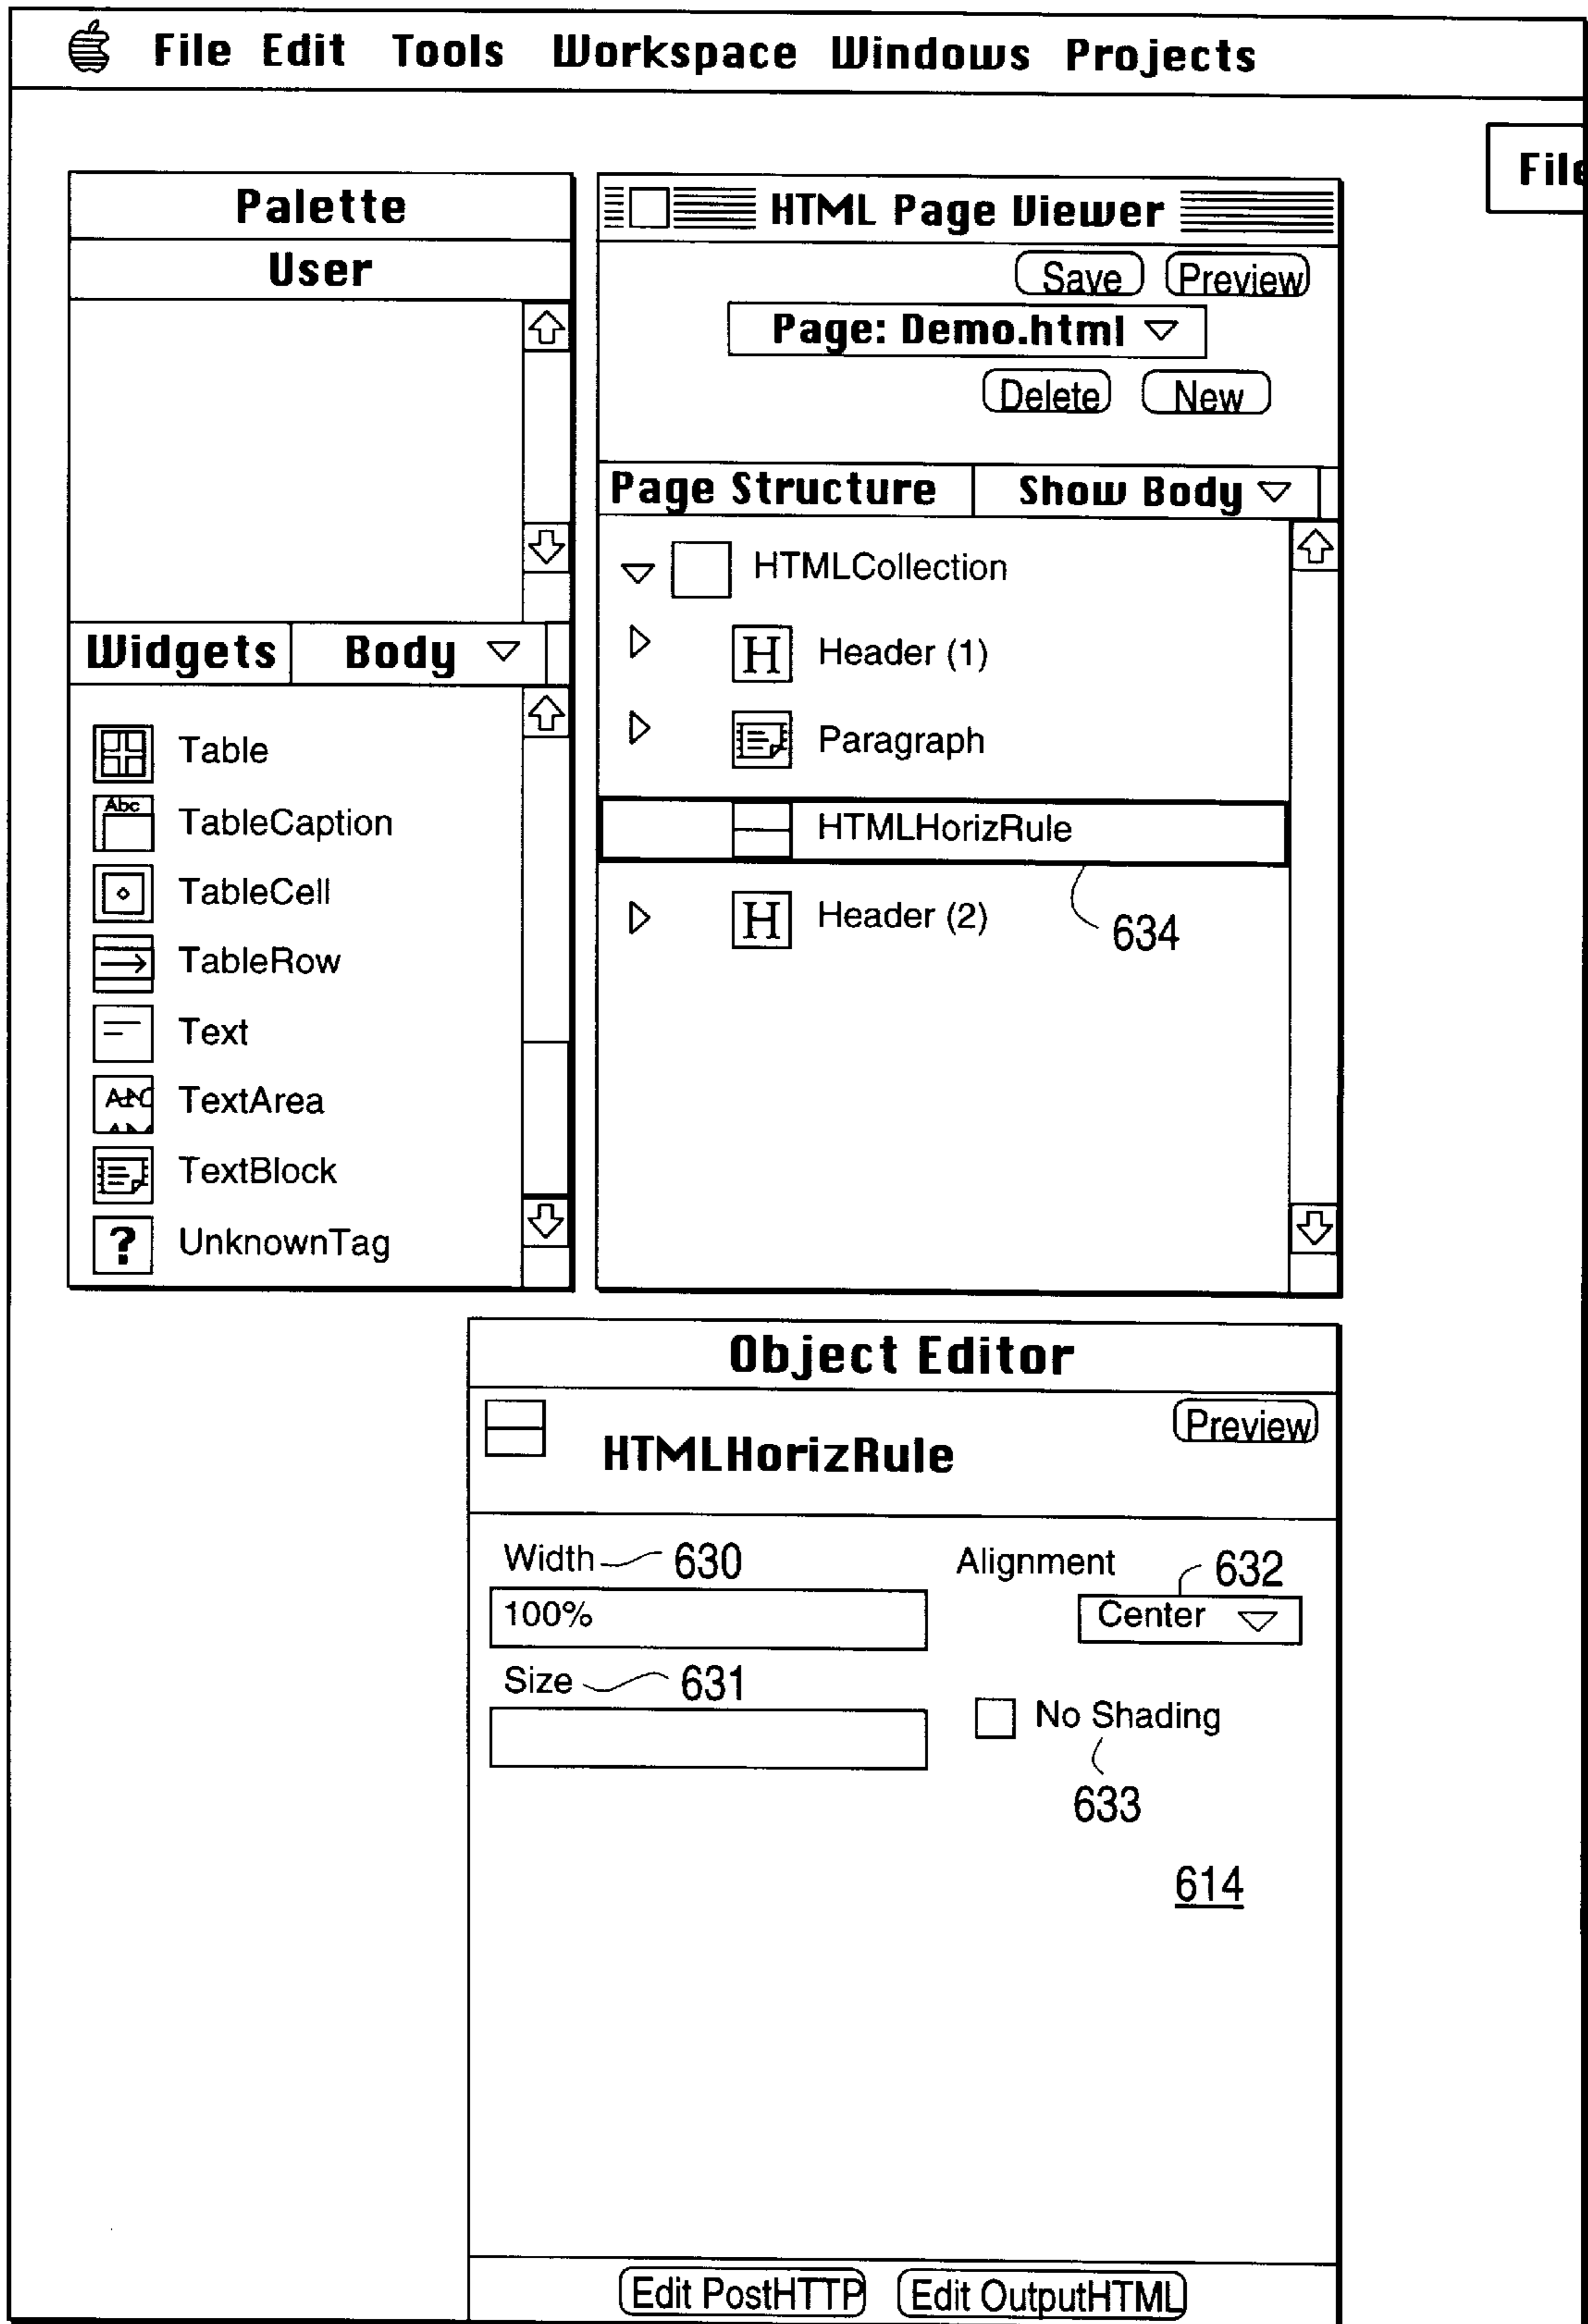 File Edit Tools Workspace Windows Projects
File
Palette
User
Widgets Body
Table
Abc
TableCaption
TableCell
TableRow
Text
TextArea
TextBlock
? UnknownTag
HTML Page Viewer
Save Preview
Page: Demo.html
Delete New
Page Structure Show Body
HTMLCollection
H Header (1)
Paragraph
HTMLHorizRule
634
H Header (2)
Object Editor
Preview
HTMLHorizRule
Width 630
100%
Size 631
Alignment 632
Center
No Shading
633
614
Edit PostHTTP Edit OutputHTML